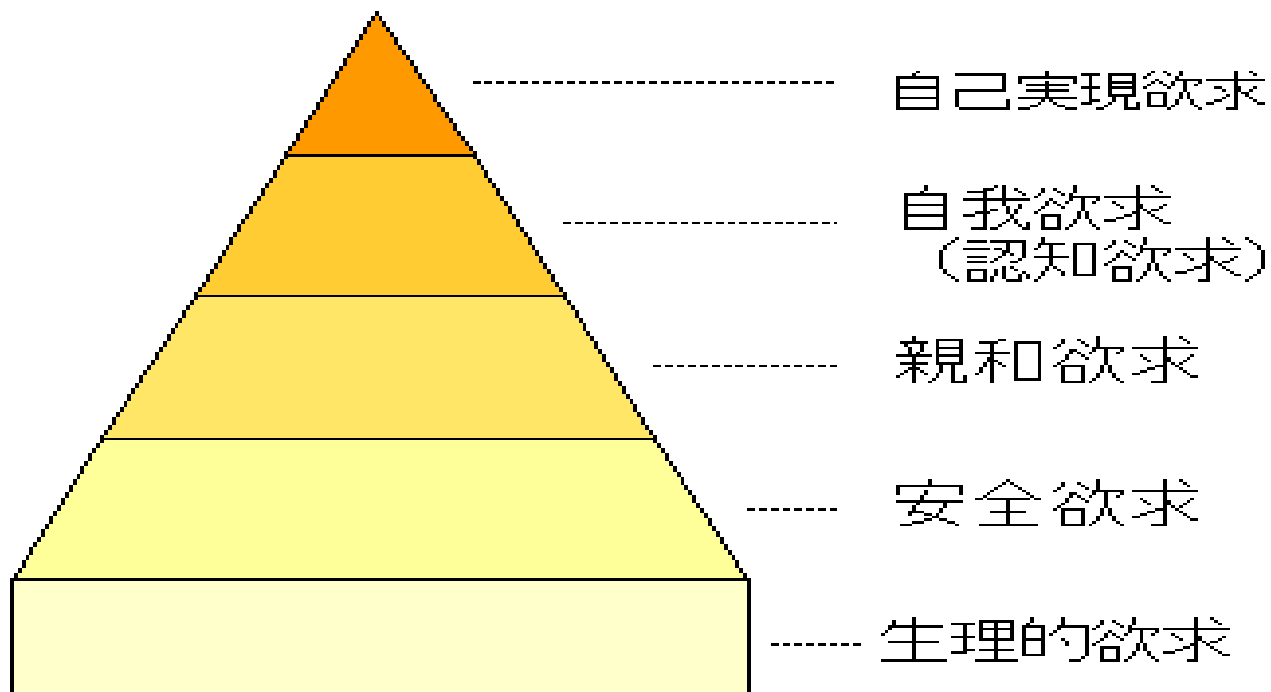 自己実現欲求
自我欲求
（認知欲求）
親和欲求
安全欲求
生理的欲求